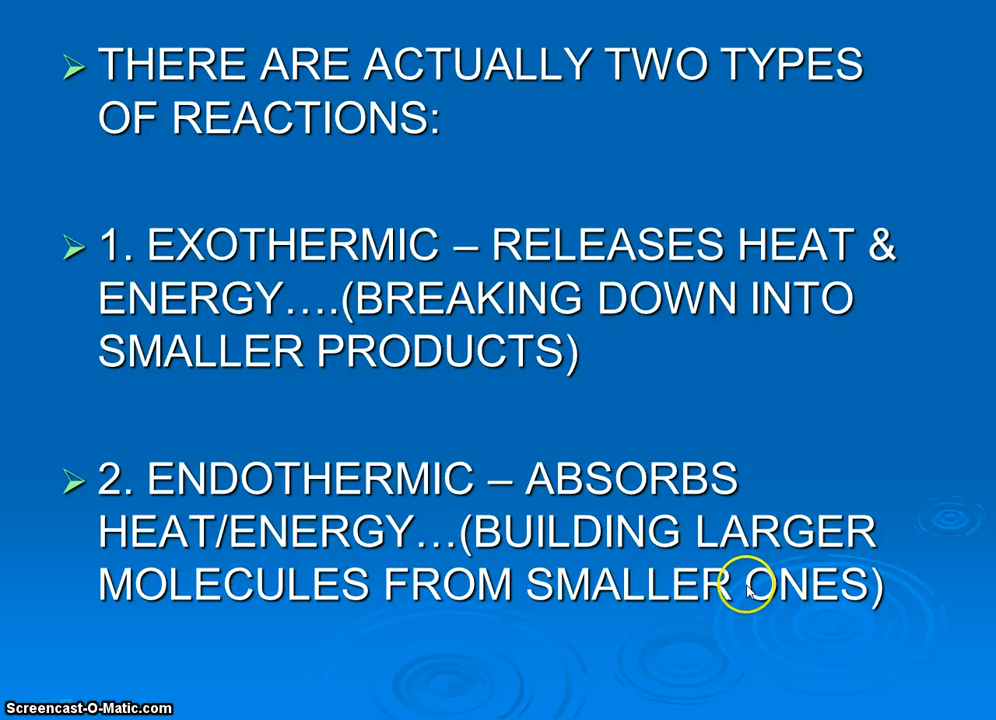 THERE ARE ACTUALLY TWO TYPES
OF REACTIONS:
1. EXOTHERMIC – RELEASES HEAT &
ENERGY….(BREAKING DOWN INTO
SMALLER PRODUCTS)
2. ENDOTHERMIC – ABSORBS
HEAT/ENERGY…(BUILDING LARGER
MOLECULES FROM SMALLER ONES)
Screencast-O-Matic.com